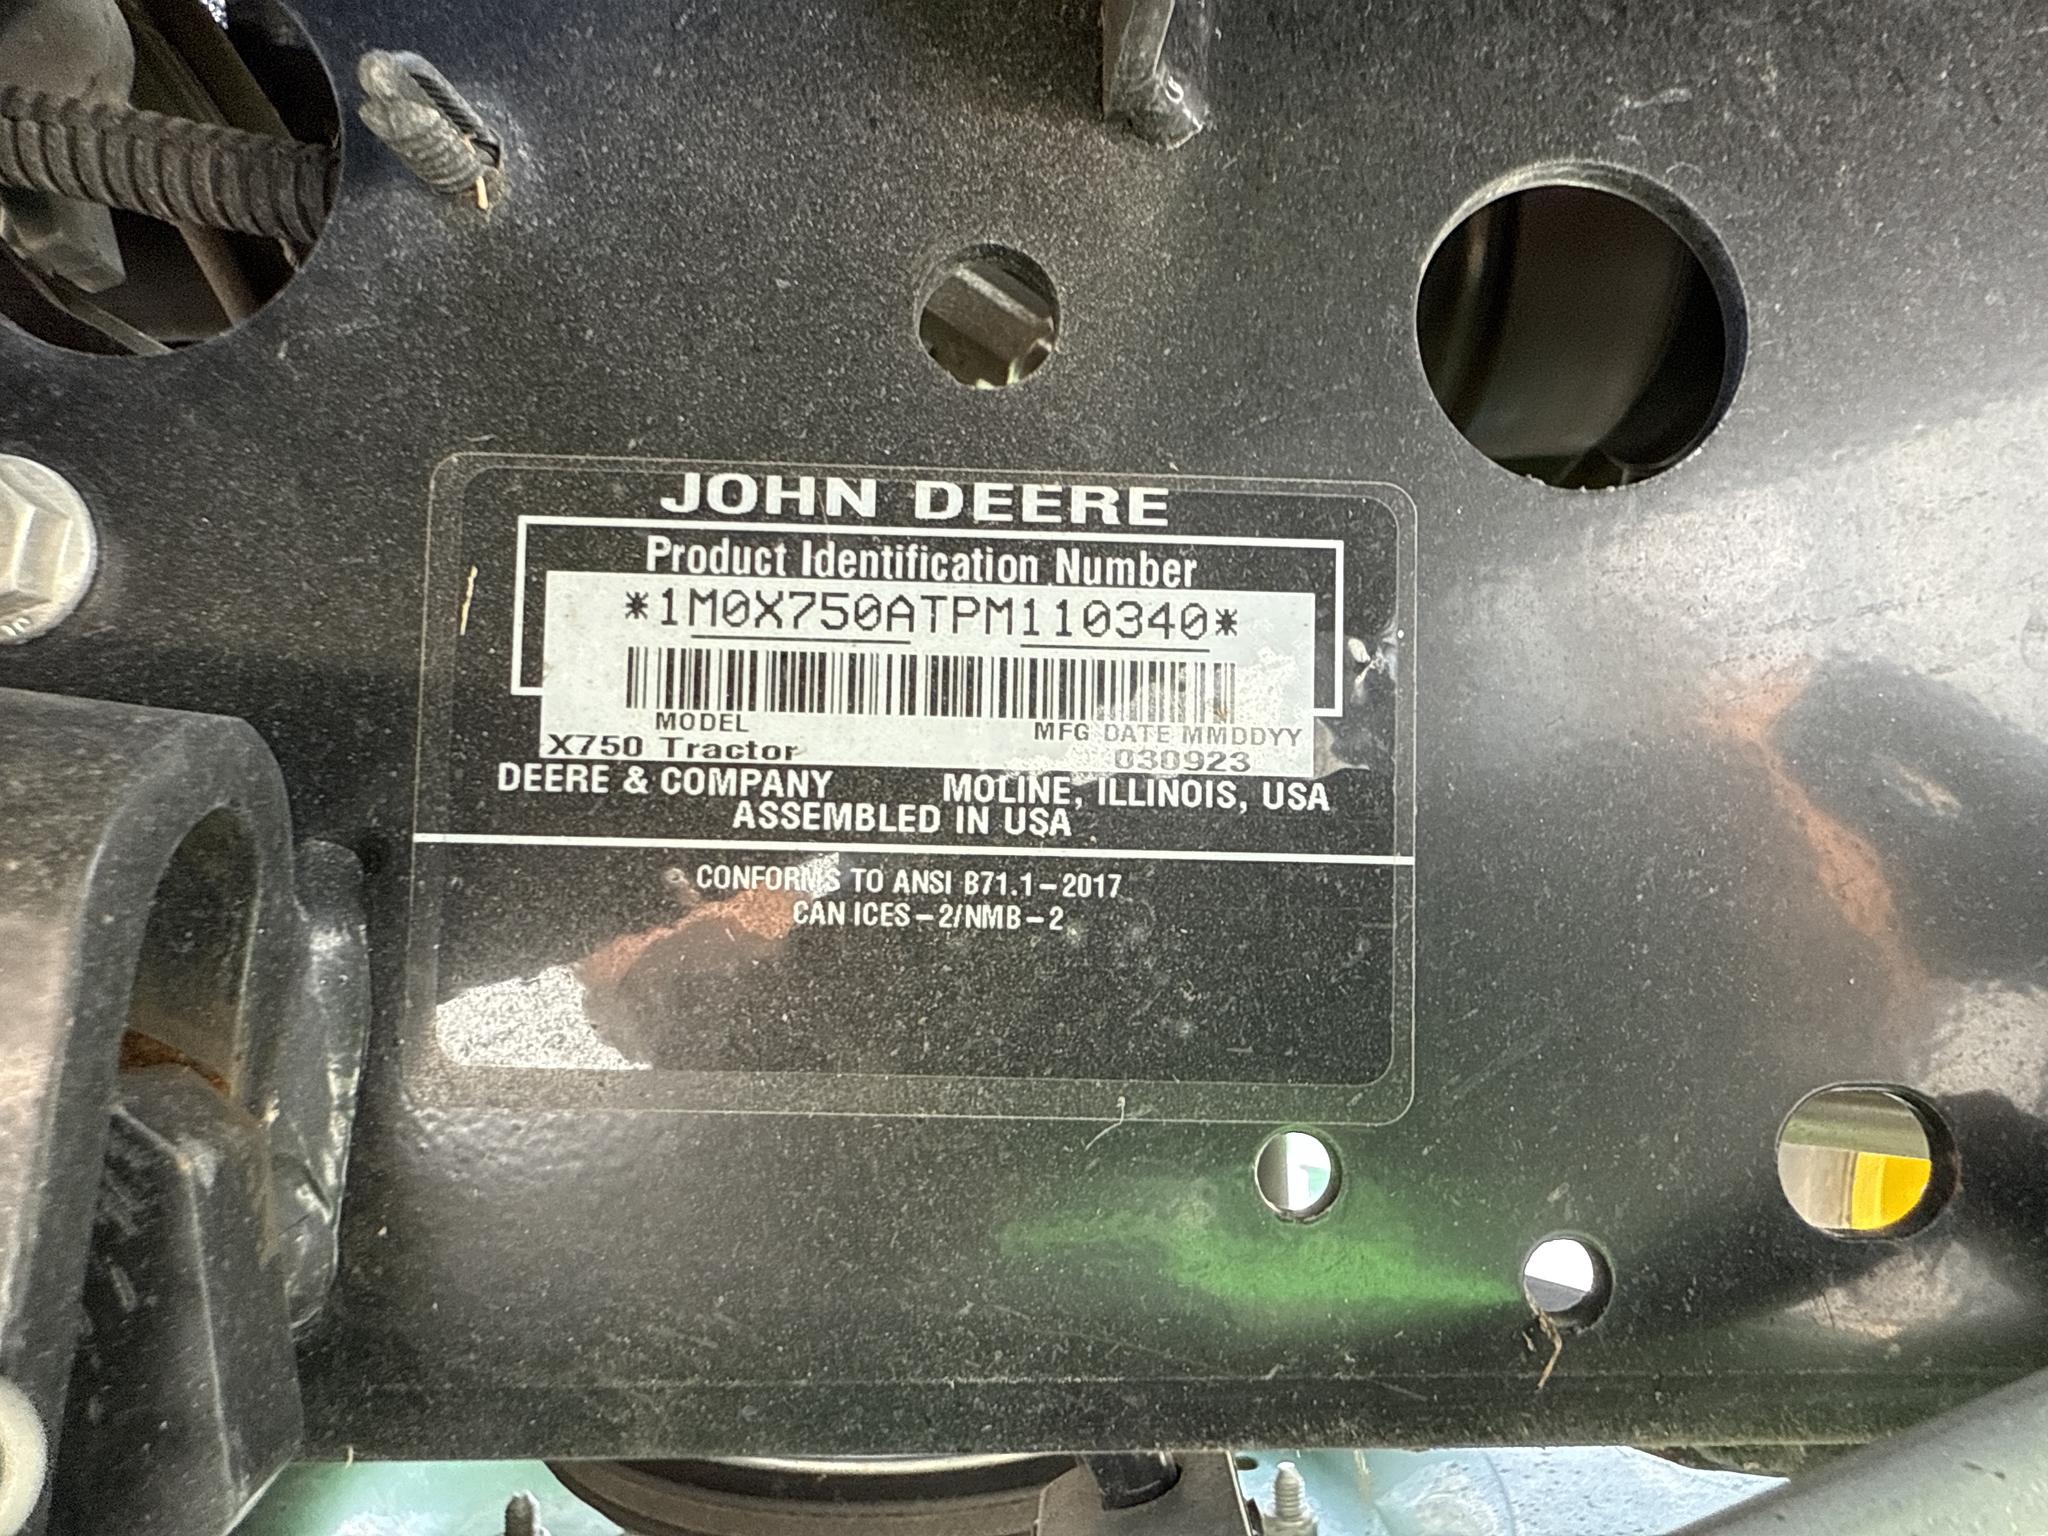 JOHN DEERE
Product Identification Number
*1M0X750ATPM110340*
MODEL MFG DATE MMDDYY
X750 Tractor 030923
DEERE & COMPANY MOLINE, ILLINOIS, USA
ASSEMBLED IN USA
CONFORMS TO ANSI B71.1-2017
CAN ICES-2/NMB-2